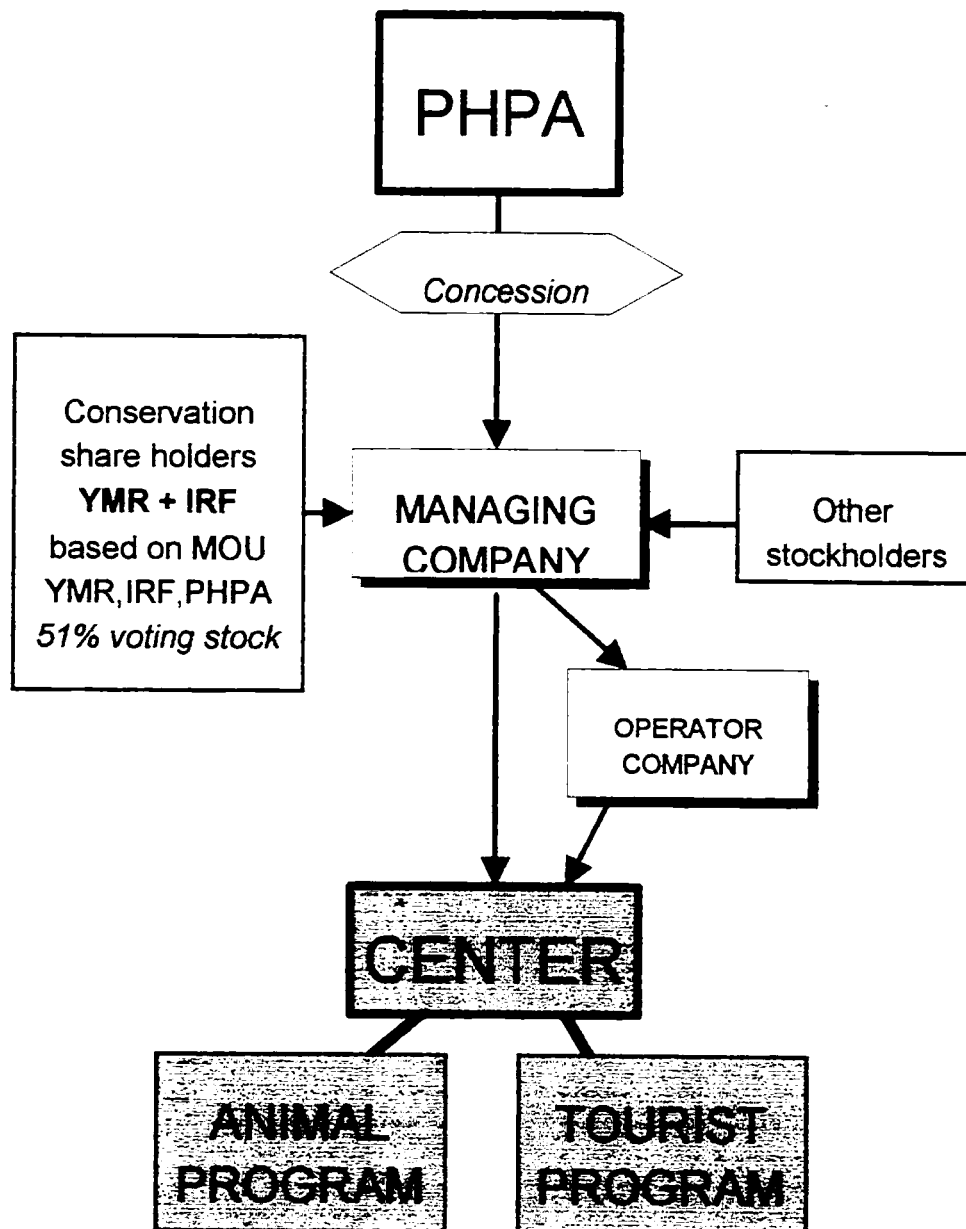 PHPA
Concession
Conservation
share holders
YMR + IRF
based on MOU
YMR,IRF,PHPA
51% voting stock
MANAGING
COMPANY
Other
stockholders
OPERATOR
COMPANY
CENTER
ANIMAL
PROGRAM
TOURIST
PROGRAM